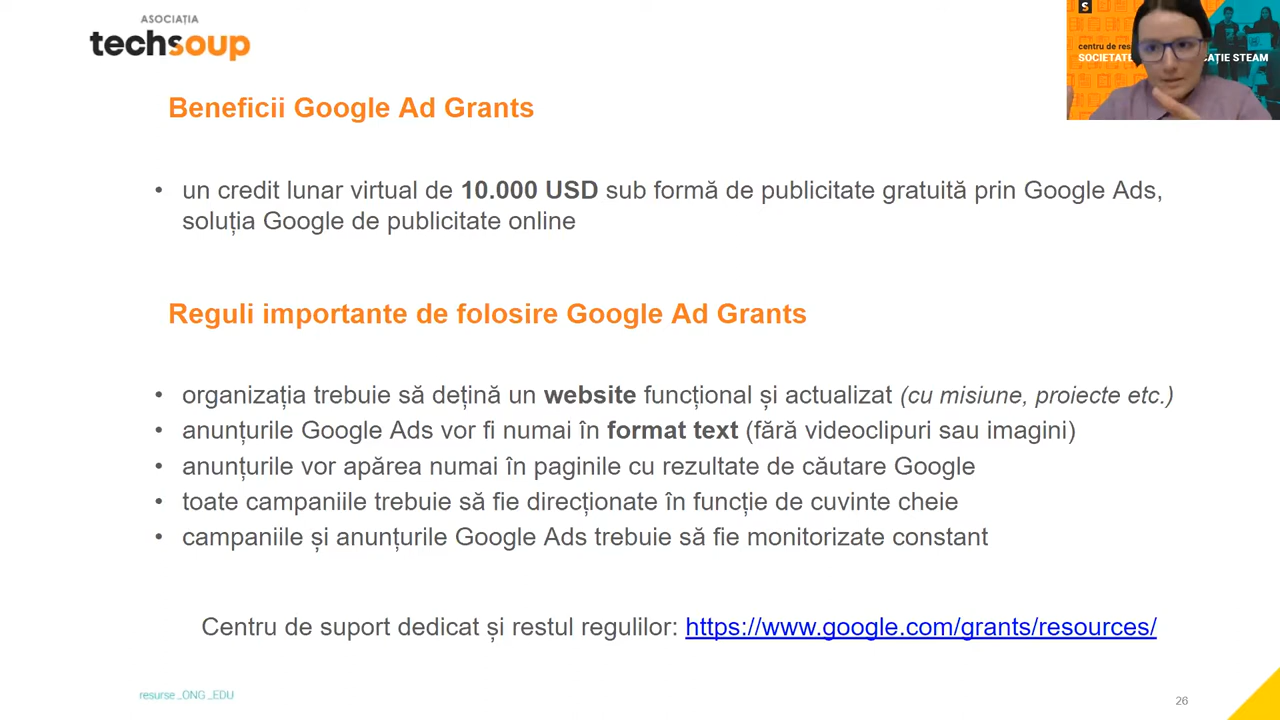 ASOCIAȚIA
techsoup
S
centru de res
SOCIETATE
CAȚIE STEAM
Beneficii Google Ad Grants
• un credit lunar virtual de 10.000 USD sub formă de publicitate gratuită prin Google Ads,
soluția Google de publicitate online
Reguli importante de folosire Google Ad Grants
• organizația trebuie să dețină un website funcțional și actualizat (cu misiune, proiecte etc.)
• anunțurile Google Ads vor fi numai în format text (fără videoclipuri sau imagini)
• anunțurile vor apărea numai în paginile cu rezultate de căutare Google
• toate campaniile trebuie să fie direcționate în funcție de cuvinte cheie
• campaniile și anunțurile Google Ads trebuie să fie monitorizate constant
Centru de suport dedicat și restul regulilor: https://www.google.com/grants/resources/
resurse_ONG_EDU
26